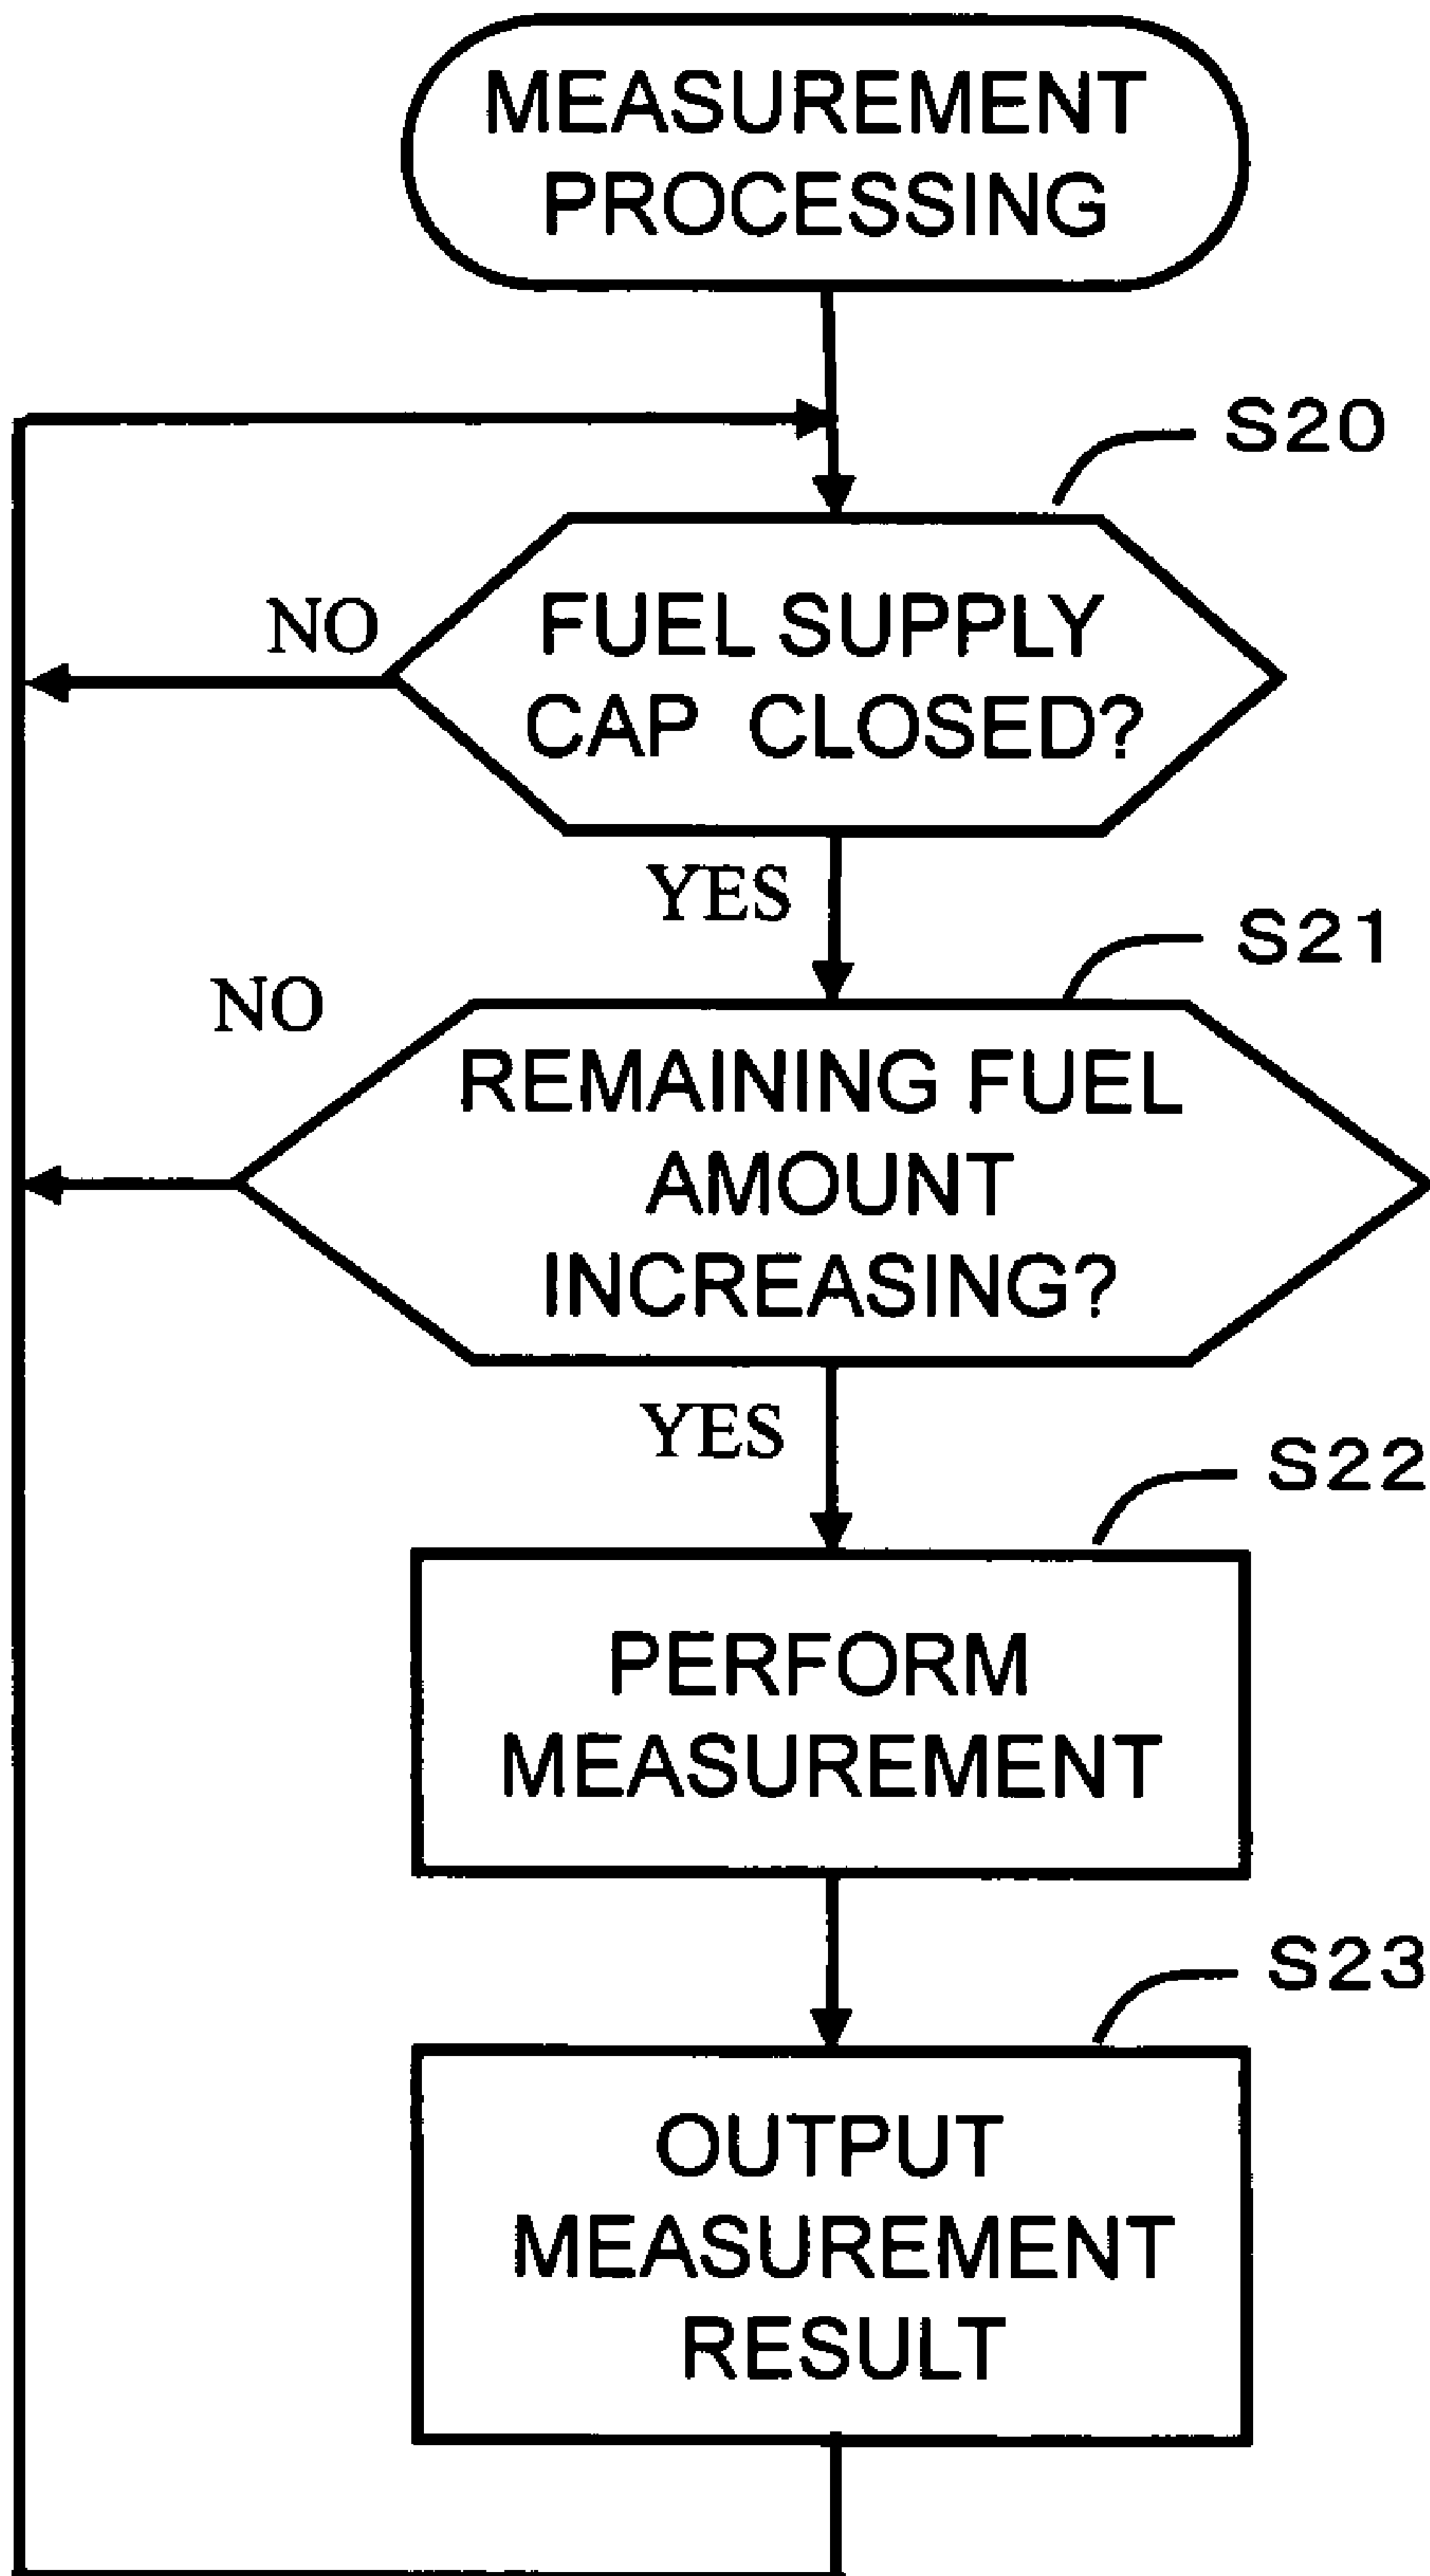 MEASUREMENT
PROCESSING
S20
NO
FUEL SUPPLY
CAP CLOSED?
YES
S21
NO
REMAINING FUEL
AMOUNT
INCREASING?
YES
S22
PERFORM
MEASUREMENT
S23
OUTPUT
MEASUREMENT
RESULT